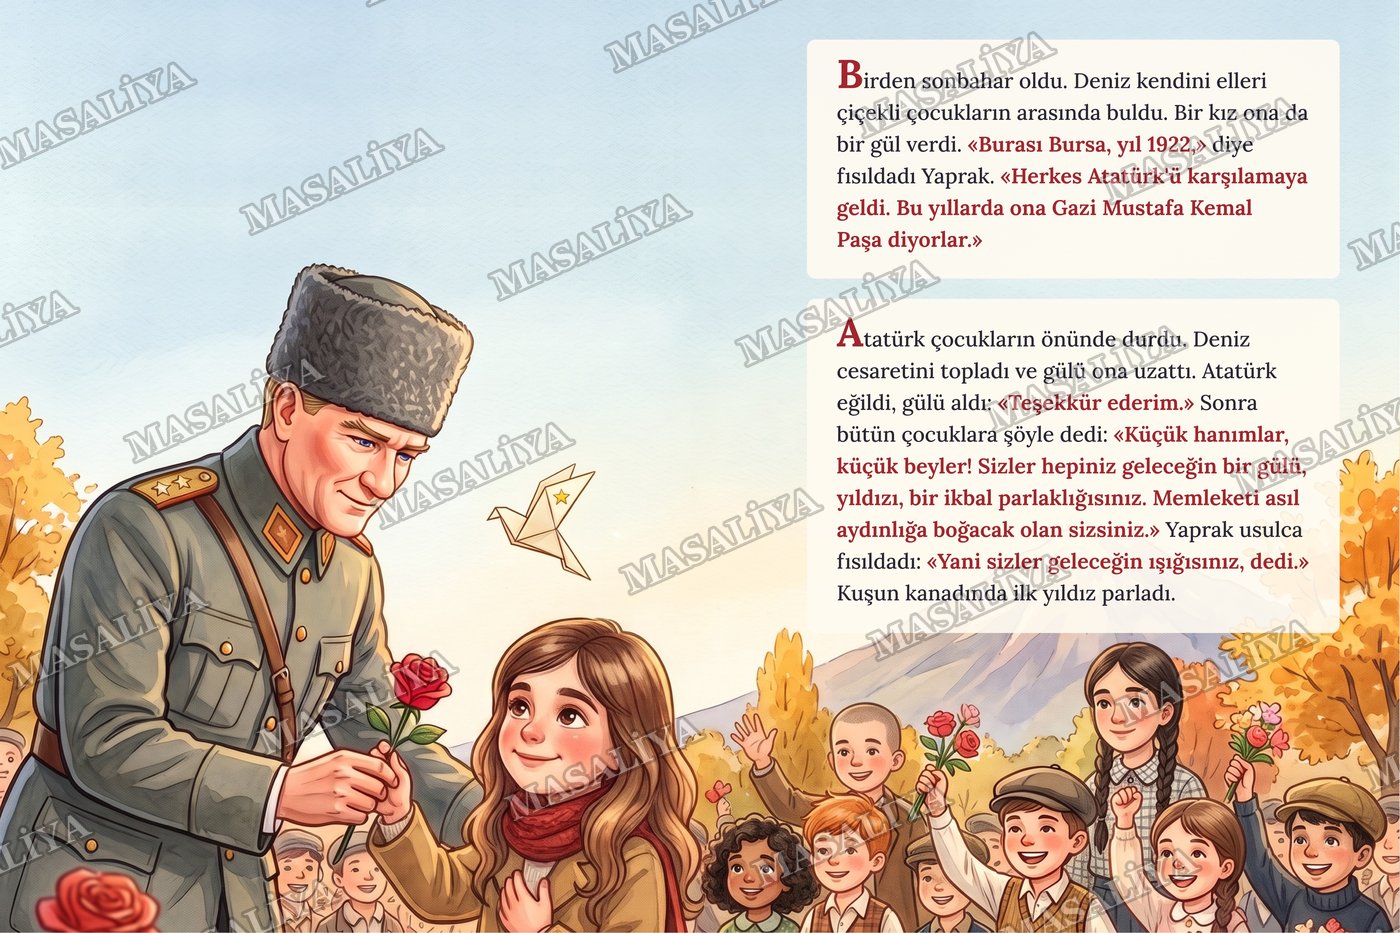 Birden sonbahar oldu. Deniz kendini elleri
çiçekli çocukların arasında buldu. Bir kız ona da
bir gül verdi. «Burası Bursa, yıl 1922,» diye
fısıldadı Yaprak. «Herkes Atatürk'ü karşılamaya
geldi. Bu yıllarda ona Gazi Mustafa Kemal
Paşa diyorlar.»
Atatürk çocukların önünde durdu. Deniz
cesaretini topladı ve gülü ona uzattı. Atatürk
eğildi, gülü aldı: «Teşekkür ederim.» Sonra
bütün çocuklara şöyle dedi: «Küçük hanımlar,
küçük beyler! Sizler hepiniz geleceğin bir gülü,
yıldızı, bir ikbal parlaklığısınız. Memleketi asıl
aydınlığa boğacak olan sizsiniz.» Yaprak usulca
fısıldadı: «Yani sizler geleceğin ışığısınız, dedi.»
Kuşun kanadında ilk yıldız parladı.
MASALİYA